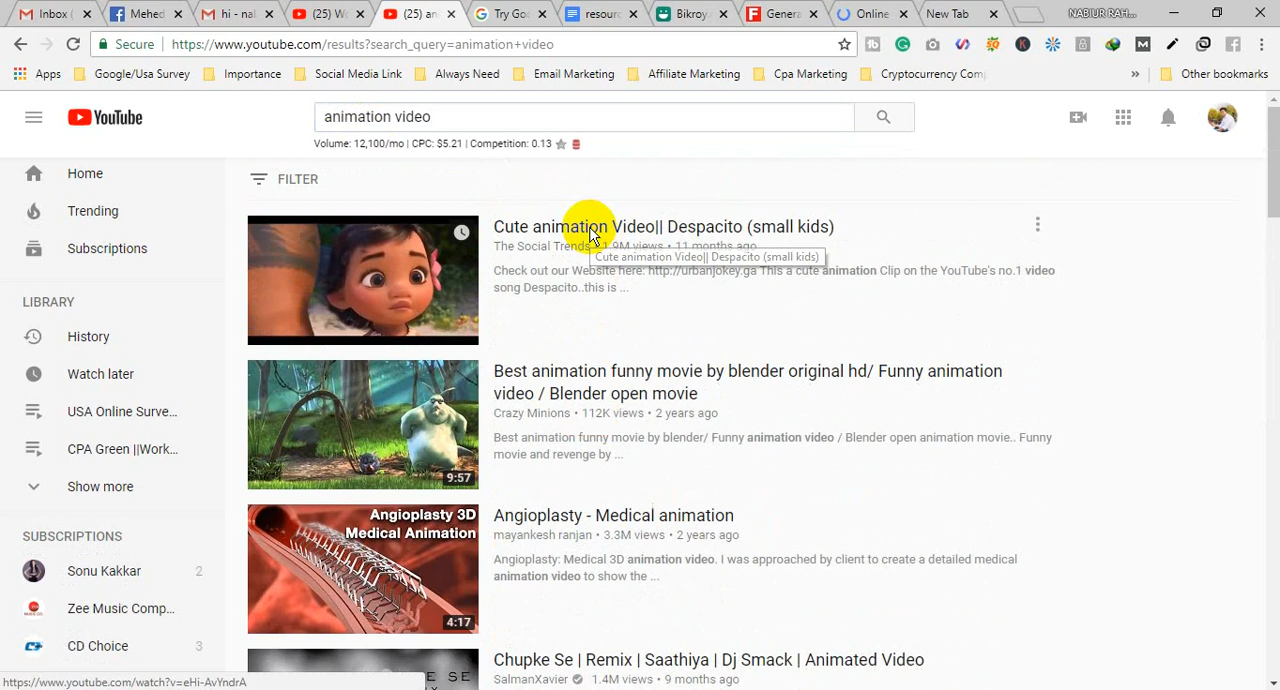 Inbox (
Mehed
hi - nal
(25) Wo
(25) an
Try Goo
resourc
Bikroy.
Genera
Online
New Tab
NABIUR RAH...
Secure
https://www.youtube.com/results?search_query=animation+video
Apps
Google/Usa Survey
Importance
Social Media Link
Always Need
Email Marketing
Affiliate Marketing
Cpa Marketing
Cryptocurrency Com
»
Other bookmarks
YouTube
animation video
Volume: 12,100/mo | CPC: $5.21 | Competition: 0.13
Home
Trending
Subscriptions
LIBRARY
History
Watch later
USA Online Surve...
CPA Green ||Work...
Show more
SUBSCRIPTIONS
Sonu Kakkar 2
Zee Music Comp...
CD Choice 3
FILTER
Cute animation Video|| Despacito (small kids)
The Social Trends • 1.9M views • 11 months ago
Cute animation Video|| Despacito (small kids)
Check out our Website here: http://urbanjokey.ga This a cute animation Clip on the YouTube's no.1 video
song Despacito..this is ...
9:57
Best animation funny movie by blender original hd/ Funny animation
video / Blender open movie
Crazy Minions • 112K views • 2 years ago
Best animation funny movie by blender/ Funny animation video / Blender open animation movie.. Funny
movie and revenge by ...
Angioplasty 3D
Medical Animation
4:17
Angioplasty - Medical animation
mayankesh ranjan • 3.3M views • 2 years ago
Angioplasty: Medical 3D animation video. I was approached by client to create a detailed medical
animation video to show the ...
Chupke Se | Remix | Saathiya | Dj Smack | Animated Video
SalmanXavier • 1.4M views • 9 months ago
https://www.youtube.com/watch?v=eHi-AvYndrA